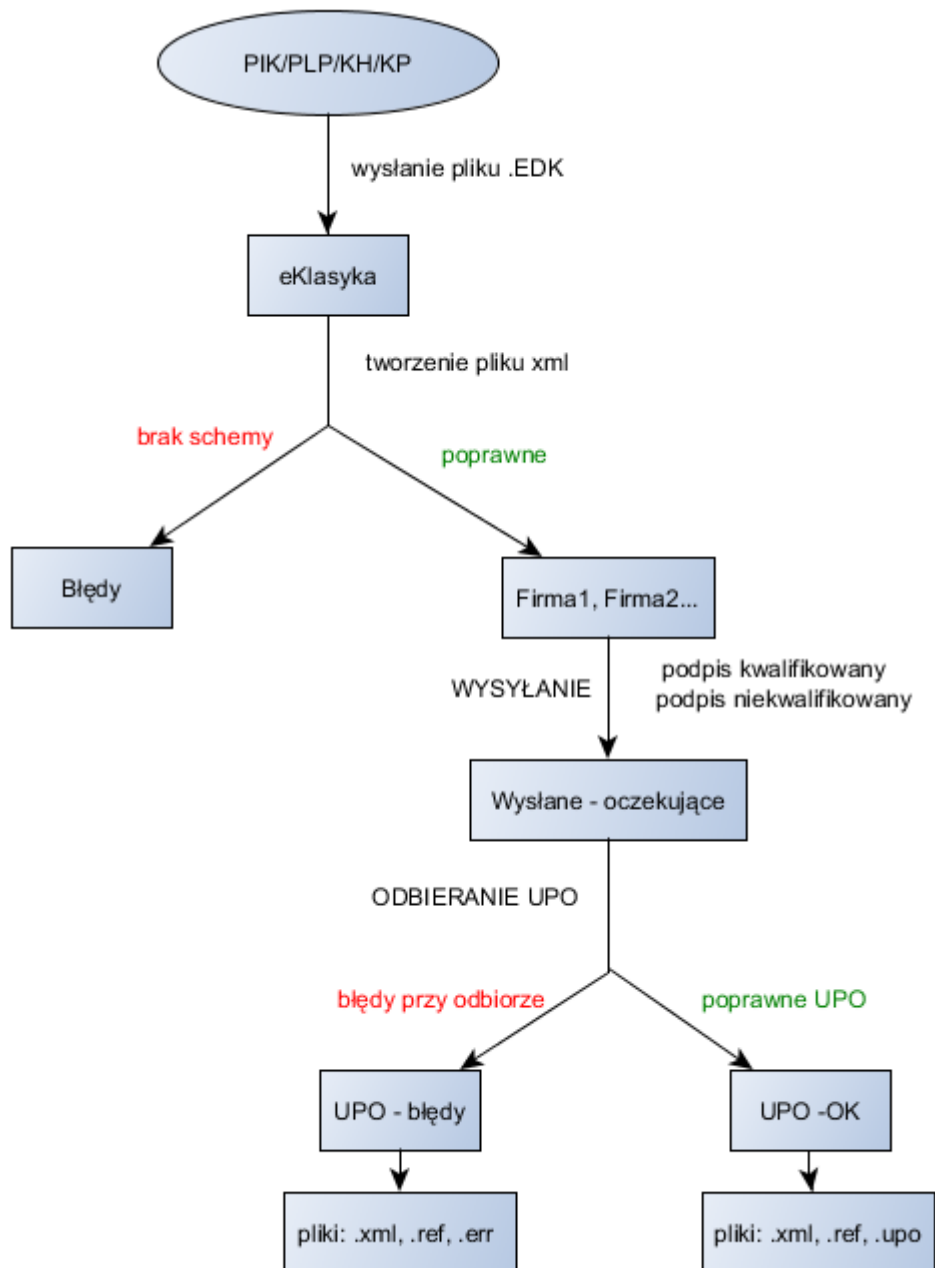 PIK/PLP/KH/KP
wysłanie pliku .EDK
eKlasyka
tworzenie pliku xml
brak schemy
poprawne
Błędy
Firma1, Firma2...
WYSYŁANIE
podpis kwalifikowany
podpis niekwalifikowany
Wysłane - oczekujące
ODBIERANIE UPO
błędy przy odbiorze
poprawne UPO
UPO - błędy
UPO -OK
pliki: .xml, .ref, .err
pliki: .xml, .ref, .upo